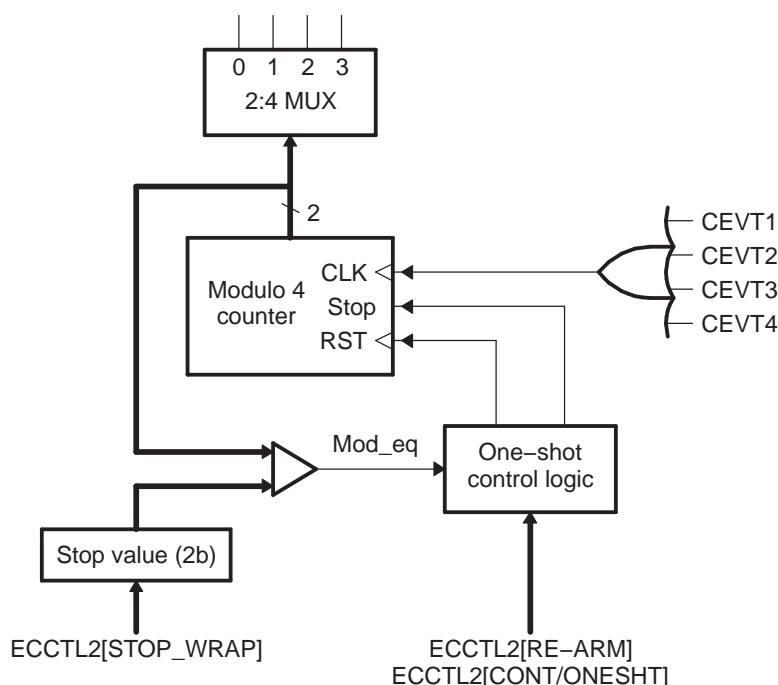 0 1 2 3
2:4 MUX
2
CEVT1
CEVT2
CEVT3
CEVT4
Modulo 4
counter
CLK
Stop
RST
Mod_eq
One−shot
control logic
Stop value (2b)
ECCTL2[STOP_WRAP]
ECCTL2[RE−ARM]
ECCTL2[CONT/ONESHT]